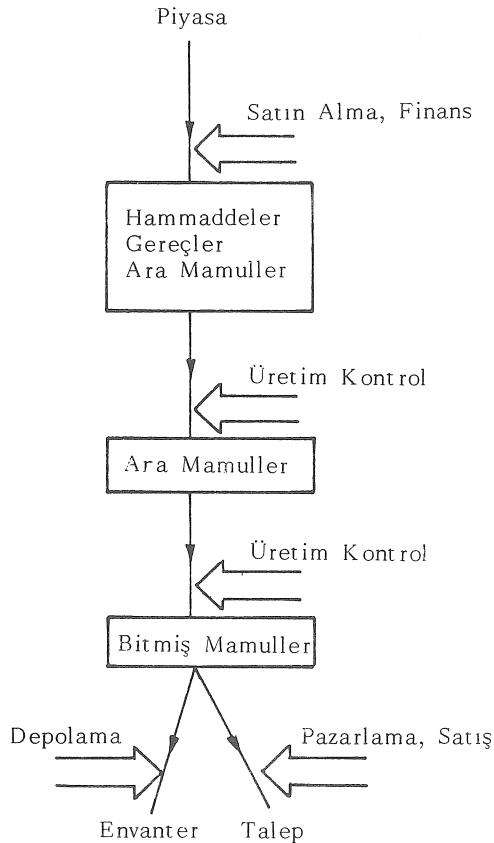 Piyasa
Satın Alma, Finans
Hammaddeler
Gereçler
Ara Mamuller
Üretim Kontrol
Ara Mamuller
Üretim Kontrol
Bitmiş Mamuller
Depolama
Pazarlama, Satış
Envanter
Talep